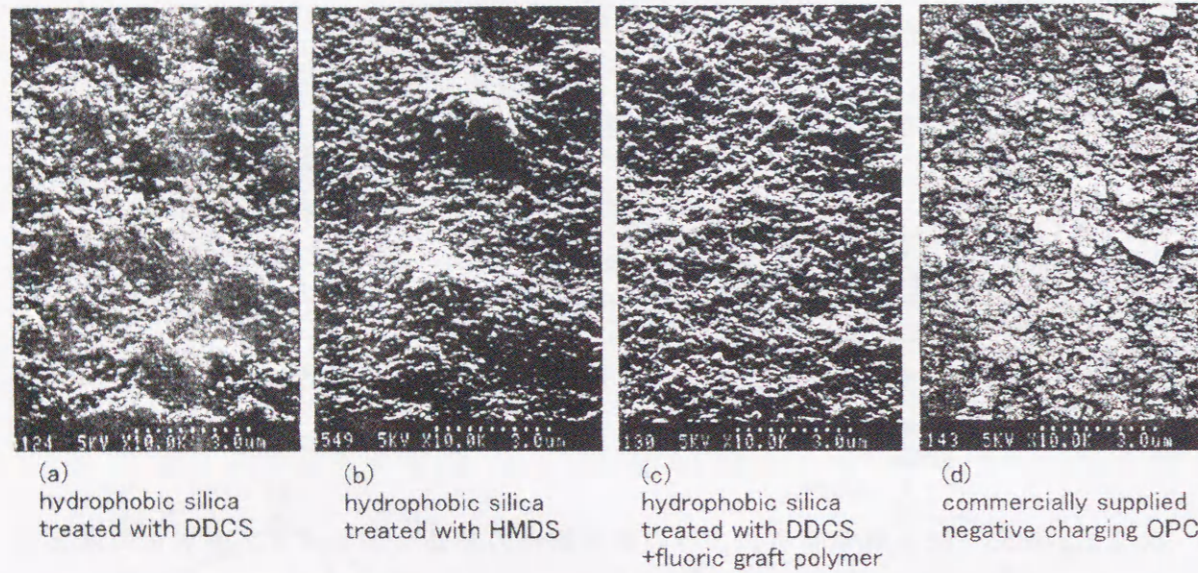 124 5KV X10.0K 3.0um
549 5KV X10.0K 3.0um
130 5KV X10.0K 3.0um
143 5KV X10.0K 3.0um
(a)
hydrophobic silica
treated with DDCS
(b)
hydrophobic silica
treated with HMDS
(c)
hydrophobic silica
treated with DDCS
+fluoric graft polymer
(d)
commercially supplied
negative charging OPC